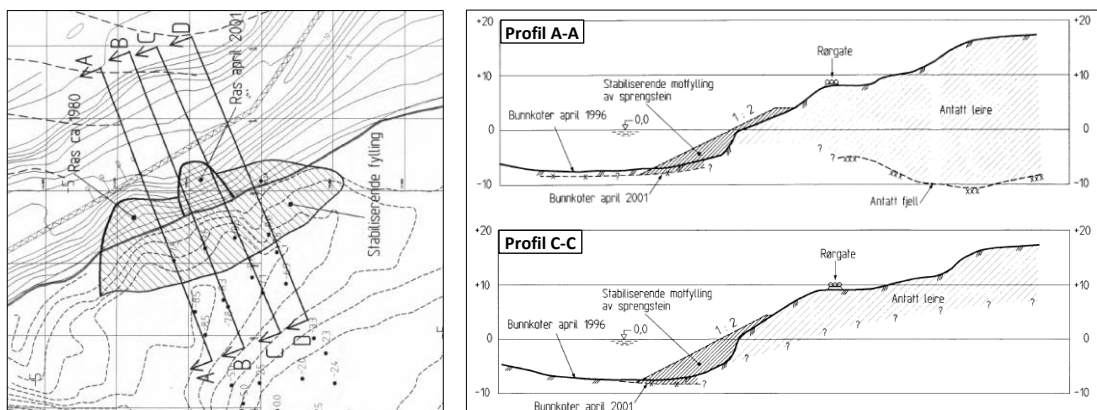 A
B
C
D
Ras ca 1980
Ras april 2001
Stabiliserende fylling
-5
-5
A
B
C
D
+20
Profil A-A
+20
Rørgate
+10
Stabiliserende motfylling
av sprengstein
1 : 2
+10
Bunnkoter april 1996
0,0
Antatt leire
0
0
?
?
?
-10
Bunnkoter april 2001
Antatt fjell
-10
+20
Profil C-C
+20
Rørgate
+10
Stabiliserende motfylling
av sprengstein
1 : 2
Antatt leire
+10
Bunnkoter april 1996
0,0
?
?
?
?
?
0
0
?
?
?
-10
Bunnkoter april 2001
-10